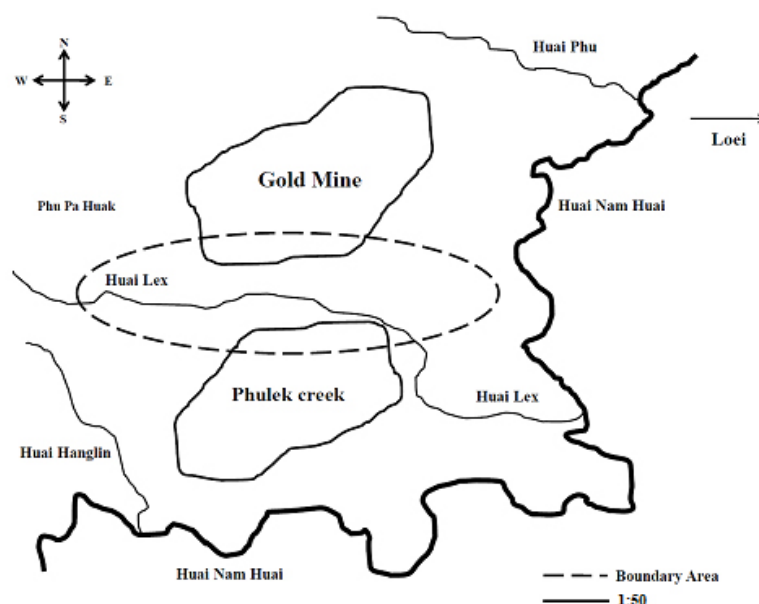 Huai Phu
N
W E
S
Loei
Gold Mine
Phu Pa Huak
Huai Nam Huai
Huai Lex
Phulek creek
Huai Lex
Huai Hanglin
Huai Nam Huai
Boundary Area
1:50